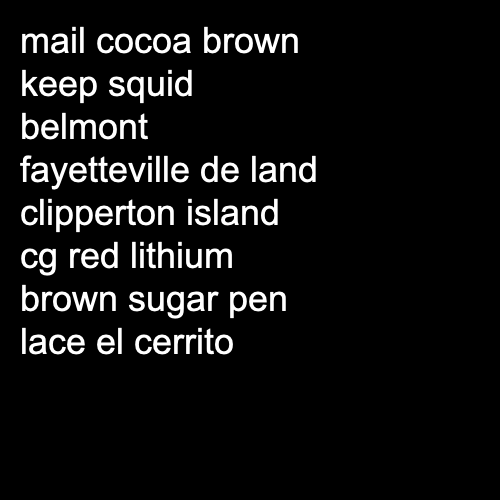 mail cocoa brown
keep squid
belmont
fayetteville de land
clipperton island
cg red lithium
brown sugar pen
lace el cerrito